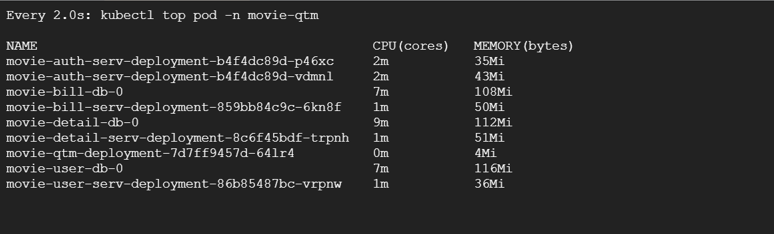 Every 2.0s: kubectl top pod -n movie-qtm
NAME CPU(cores) MEMORY(bytes)
movie-auth-serv-deployment-b4f4dc89d-p46xc 2m 35Mi
movie-auth-serv-deployment-b4f4dc89d-vdmnl 2m 43Mi
movie-bill-db-0 7m 108Mi
movie-bill-serv-deployment-859bb84c9c-6kn8f 1m 50Mi
movie-detail-db-0 9m 112Mi
movie-detail-serv-deployment-8c6f45bdf-trpnh 1m 51Mi
movie-qtm-deployment-7d7ff9457d-64lr4 0m 4Mi
movie-user-db-0 7m 116Mi
movie-user-serv-deployment-86b85487bc-vrpnw 1m 36Mi